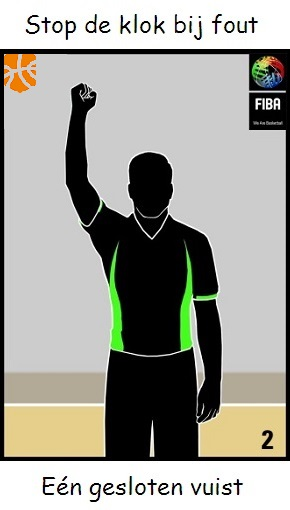 Stop de klok bij fout
FIBA
We Are Basketball
2
Eén gesloten vuist